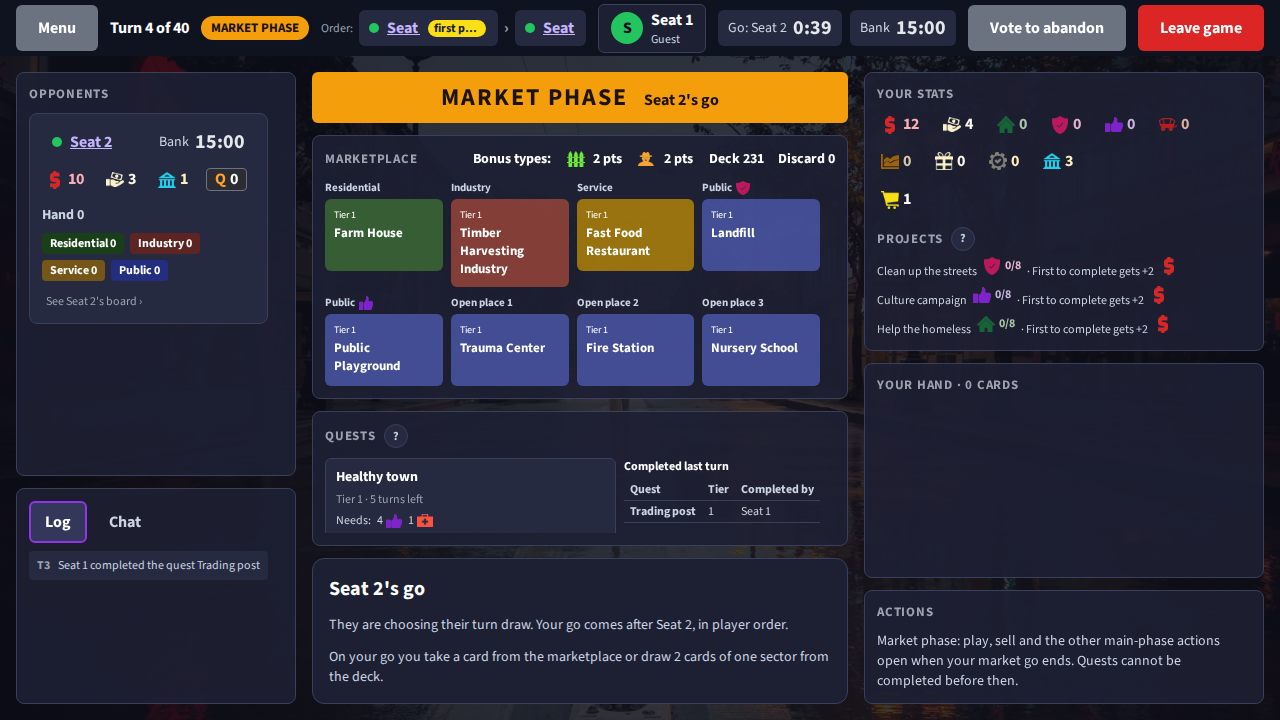 Menu
Turn 4 of 40
MARKET PHASE
Order:
Seat
first p…
›
Seat
S
Seat 1
Guest
Go: Seat 2 0:39
Bank 15:00
Vote to abandon
Leave game
OPPONENTS
Seat 2
Bank 15:00
10
3
1
Q 0
Hand 0
Residential 0
Industry 0
Service 0
Public 0
See Seat 2's board ›
Log
Chat
T3 Seat 1 completed the quest Trading post
MARKET PHASE Seat 2's go
MARKETPLACE
Bonus types: 2 pts 2 pts Deck 231 Discard 0
Residential
Tier 1
Farm House
Industry
Tier 1
Timber
Harvesting
Industry
Service
Tier 1
Fast Food
Restaurant
Public
Tier 1
Landfill
Public
Tier 1
Public
Playground
Open place 1
Tier 1
Trauma Center
Open place 2
Tier 1
Fire Station
Open place 3
Tier 1
Nursery School
QUESTS ?
Healthy town
Tier 1 · 5 turns left
Needs: 4 1
Completed last turn
Quest Tier Completed by
Trading post 1 Seat 1
Seat 2's go
They are choosing their turn draw. Your go comes after Seat 2, in player order.
On your go you take a card from the marketplace or draw 2 cards of one sector from
the deck.
YOUR STATS
12 4 0 0 0 0
0 0 0 3
1
PROJECTS ?
Clean up the streets 0/8 · First to complete gets +2
Culture campaign 0/8 · First to complete gets +2
Help the homeless 0/8 · First to complete gets +2
YOUR HAND · 0 CARDS
ACTIONS
Market phase: play, sell and the other main-phase actions
open when your market go ends. Quests cannot be
completed before then.